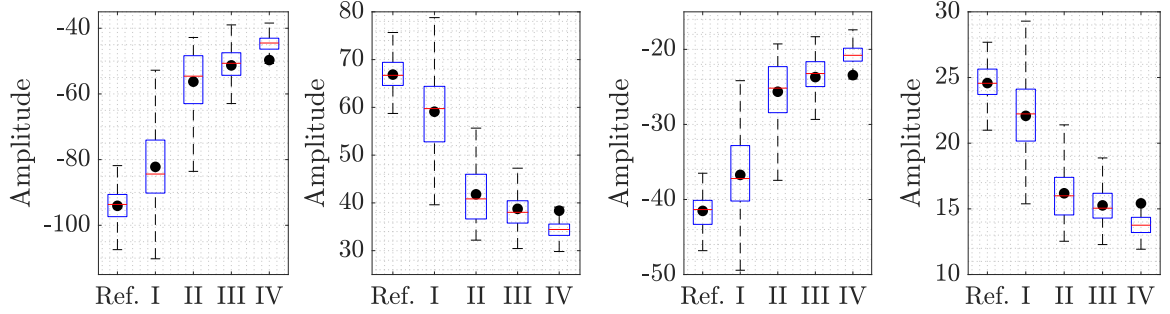 Amplitude
-40
-60
-80
-100
Ref. I II III IV
Amplitude
80
70
60
50
40
30
Ref. I II III IV
Amplitude
-20
-30
-40
-50
Ref. I II III IV
Amplitude
30
25
20
15
10
Ref. I II III IV